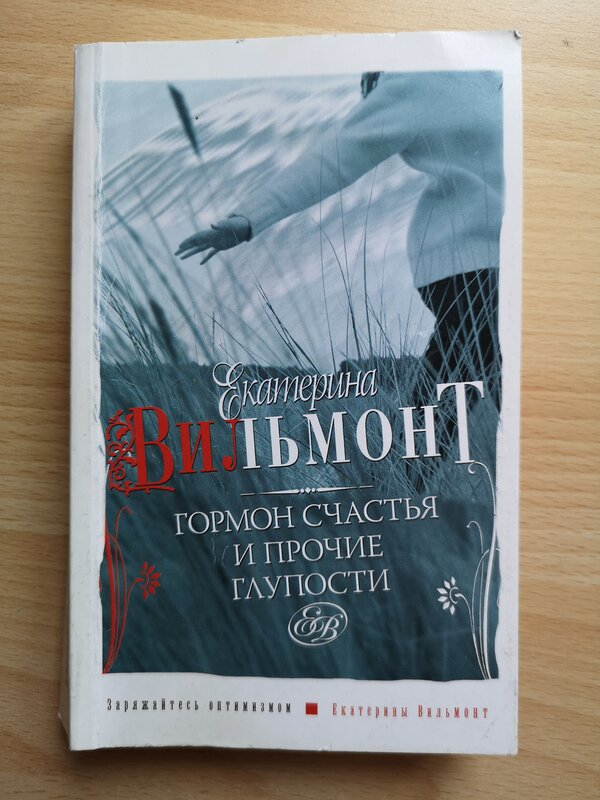 Екатерина
Вильмонт
ГОРМОН СЧАСТЬЯ
И ПРОЧИЕ
ГЛУПОСТИ
ЕВ
Заряжайтесь оптимизмом ■ Екатерины Вильмонт